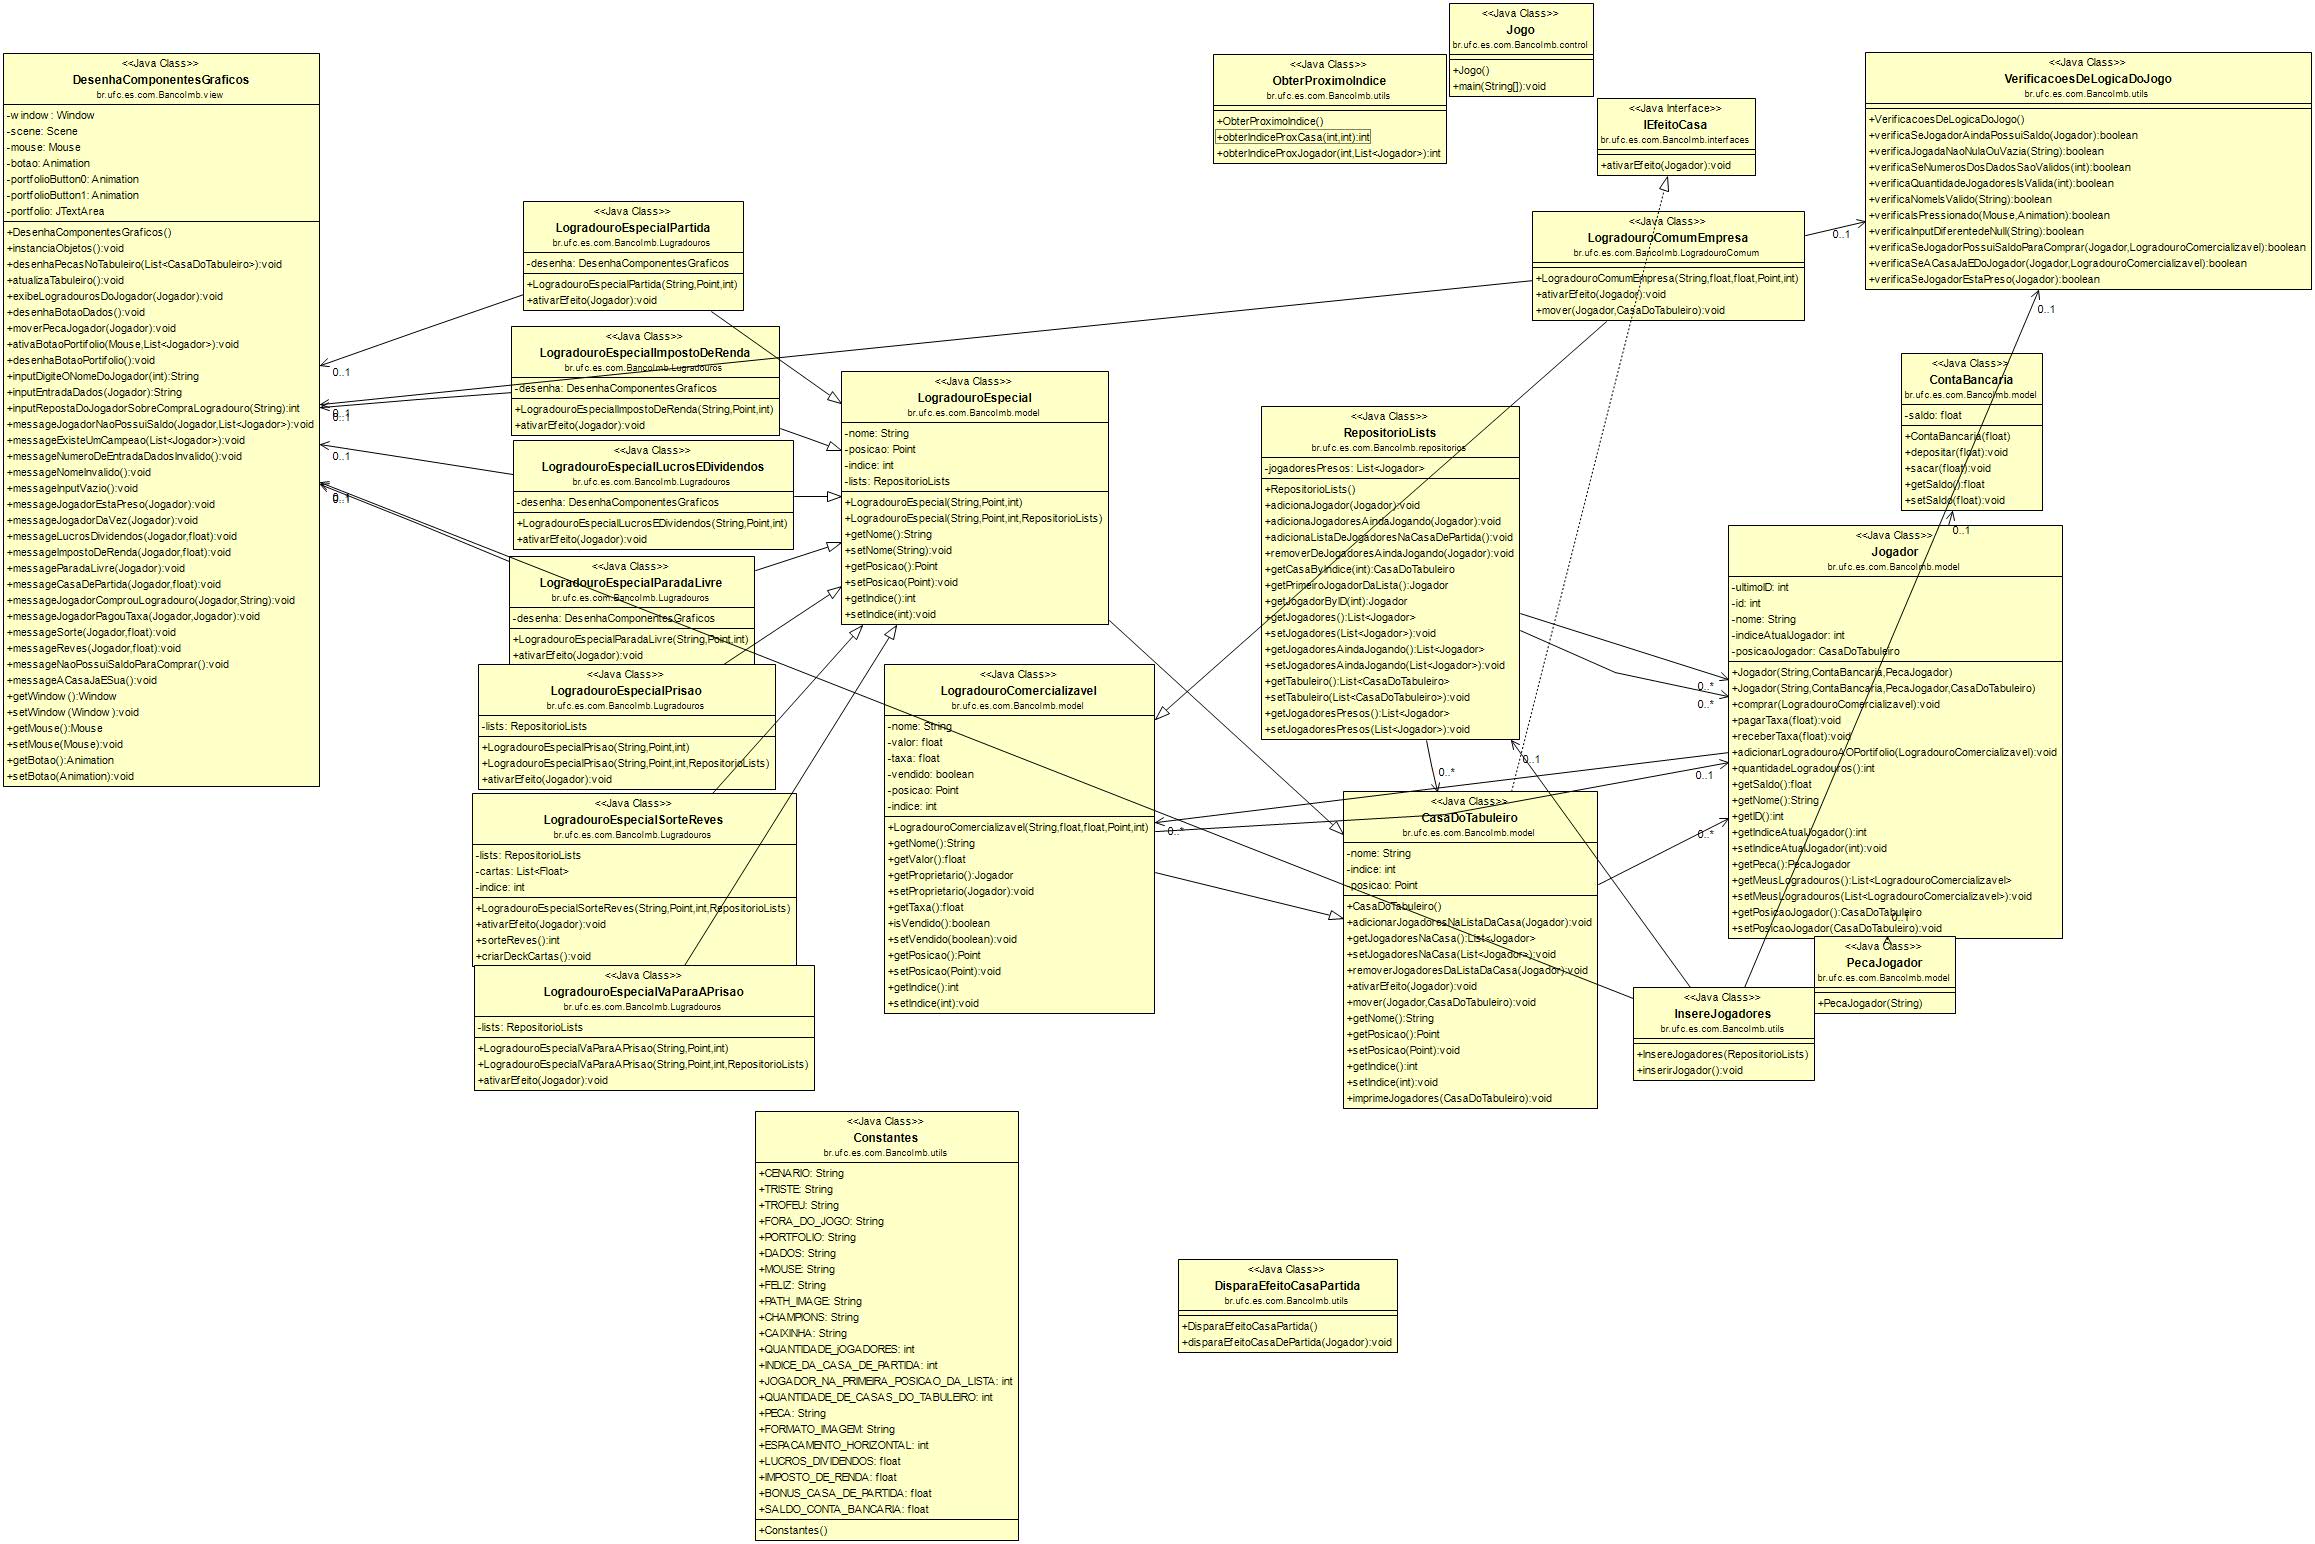 <<Java Class>>
DesenhaComponentesGraficos
br.ufc.es.com.BancoImb.view
-window: Window
-scene: Scene
-mouse: Mouse
-botao: Animation
-portfolioButton0: Animation
-portfolioButton1: Animation
-portfolio: JTextArea
+DesenhaComponentesGraficos()
+instanciaObjetos():void
+desenhaPecasNoTabuleiro(List<CasaDoTabuleiro>):void
+atualizaTabuleiro():void
+exibeLogradourosDoJogador(Jogador):void
+desenhaBotaoDados():void
+moverPecaJogador(Jogador):void
+ativaBotaoPortifolio(Mouse,List<Jogador>):void
+desenhaBotaoPortifolio():void
+inputDigiteONomeDoJogador(int):String
+inputEntradaDados(Jogador):String
+inputRepostaDoJogadorSobreCompraLogradouro(String):int
+messageJogadorNaoPossuiSaldo(Jogador,List<Jogador>):void
+messageExisteUmCampeao(List<Jogador>):void
+messageNumeroDeEntradaDadosInvalido():void
+messageNomeInvalido():void
+messageInputVazio():void
+messageJogadorEstaPreso(Jogador):void
+messageJogadorDaVez(Jogador):void
+messageLucrosDividendos(Jogador,float):void
+messageImpostoDeRenda(Jogador,float):void
+messageParadaLivre(Jogador):void
+messageCasaDePartida(Jogador,float):void
+messageJogadorComprouLogradouro(Jogador,String):void
+messageJogadorPagouTaxa(Jogador,Jogador):void
+messageSorte(Jogador,float):void
+messageReves(Jogador,float):void
+messageNaoPossuiSaldoParaComprar():void
+messageACasaJaESua():void
+getWindow():Window
+setWindow(Window):void
+getMouse():Mouse
+setMouse(Mouse):void
+getBotao():Animation
+setBotao(Animation):void
0..1
0..1
0..1
0..1
0..1
0..1
<<Java Class>>
LogradouroEspecialPartida
br.ufc.es.com.BancoImb.Lugradouros
-desenha: DesenhaComponentesGraficos
+LogradouroEspecialPartida(String,Point,int)
+ativarEfeito(Jogador):void
<<Java Class>>
LogradouroEspecialImpostoDeRenda
br.ufc.es.com.BancoImb.Lugradouros
-desenha: DesenhaComponentesGraficos
+LogradouroEspecialImpostoDeRenda(String,Point,int)
+ativarEfeito(Jogador):void
<<Java Class>>
LogradouroEspecialLucrosEDividendos
br.ufc.es.com.BancoImb.Lugradouros
-desenha: DesenhaComponentesGraficos
+LogradouroEspecialLucrosEDividendos(String,Point,int)
+ativarEfeito(Jogador):void
<<Java Class>>
LogradouroEspecialParadaLivre
br.ufc.es.com.BancoImb.Lugradouros
-desenha: DesenhaComponentesGraficos
+LogradouroEspecialParadaLivre(String,Point,int)
+ativarEfeito(Jogador):void
<<Java Class>>
LogradouroEspecialPrisao
br.ufc.es.com.BancoImb.Lugradouros
-lists: RepositorioLists
+LogradouroEspecialPrisao(String,Point,int)
+LogradouroEspecialPrisao(String,Point,int,RepositorioLists)
+ativarEfeito(Jogador):void
<<Java Class>>
LogradouroEspecialSorteReves
br.ufc.es.com.BancoImb.Lugradouros
-lists: RepositorioLists
-cartas: List<Float>
-indice: int
+LogradouroEspecialSorteReves(String,Point,int,RepositorioLists)
+ativarEfeito(Jogador):void
+sorteReves():int
+criarDeckCartas():void
<<Java Class>>
LogradouroEspecialVaParaAPrisao
br.ufc.es.com.BancoImb.Lugradouros
-lists: RepositorioLists
+LogradouroEspecialVaParaAPrisao(String,Point,int)
+LogradouroEspecialVaParaAPrisao(String,Point,int,RepositorioLists)
+ativarEfeito(Jogador):void
<<Java Class>>
LogradouroEspecial
br.ufc.es.com.BancoImb.model
-nome: String
-posicao: Point
-indice: int
-lists: RepositorioLists
+LogradouroEspecial(String,Point,int)
+LogradouroEspecial(String,Point,int,RepositorioLists)
+getNome():String
+setNome(String):void
+getPosicao():Point
+setPosicao(Point):void
+getIndice():int
+setIndice(int):void
<<Java Class>>
LogradouroComercializavel
br.ufc.es.com.BancoImb.model
-nome: String
-valor: float
-taxa: float
-vendido: boolean
-posicao: Point
-indice: int
+LogradouroComercializavel(String,float,float,Point,int)
+getNome():String
+getValor():float
+getProprietario():Jogador
+setProprietario(Jogador):void
+getTaxa():float
+isVendido():boolean
+setVendido(boolean):void
+getPosicao():Point
+setPosicao(Point):void
+getIndice():int
+setIndice(int):void
0..*
<<Java Class>>
Constantes
br.ufc.es.com.BancoImb.utils
+CENARIO: String
+TRISTE: String
+TROFEU: String
+FORA_DO_JOGO: String
+PORTFOLIO: String
+DADOS: String
+MOUSE: String
+FELIZ: String
+PATH_IMAGE: String
+CHAMPIONS: String
+CAIXINHA: String
+QUANTIDADE_jOGADORES: int
+INDICE_DA_CASA_DE_PARTIDA: int
+JOGADOR_NA_PRIMEIRA_POSICAO_DA_LISTA: int
+QUANTIDADE_DE_CASAS_DO_TABULEIRO: int
+PECA: String
+FORMATO_IMAGEM: String
+ESPACAMENTO_HORIZONTAL: int
+LUCROS_DIVIDENDOS: float
+IMPOSTO_DE_RENDA: float
+BONUS_CASA_DE_PARTIDA: float
+SALDO_CONTA_BANCARIA: float
+Constantes()
<<Java Class>>
ObterProximoIndice
br.ufc.es.com.BancoImb.utils
+ObterProximoIndice()
+obterIndiceProxCasa(int,int):int
+obterIndiceProxJogador(int,List<Jogador>):int
<<Java Class>>
Jogo
br.ufc.es.com.BancoImb.control
+Jogo()
+main(String[]):void
<<Java Interface>>
IEfeitoCasa
br.ufc.es.com.BancoImb.interfaces
+ativarEfeito(Jogador):void
<<Java Class>>
LogradouroComumEmpresa
br.ufc.es.com.BancoImb.LogradouroComum
+LogradouroComumEmpresa(String,float,float,Point,int)
+ativarEfeito(Jogador):void
+mover(Jogador,CasaDoTabuleiro):void
0..1
<<Java Class>>
VerificacoesDeLogicaDoJogo
br.ufc.es.com.BancoImb.utils
+VerificacoesDeLogicaDoJogo()
+verificaSeJogadorAindaPossuiSaldo(Jogador):boolean
+verificaJogadaNaoNulaOuVazia(String):boolean
+verificaSeNumerosDosDadosSaoValidos(int):boolean
+verificaQuantidadeJogadoresIsValida(int):boolean
+verificaNomeIsValido(String):boolean
+verificaIsPressionado(Mouse,Animation):boolean
+verificaInputDiferentedeNull(String):boolean
+verificaSeJogadorPossuiSaldoParaComprar(Jogador,LogradouroComercializavel):boolean
+verificaSeACasaJaEDoJogador(Jogador,LogradouroComercializavel):boolean
+verificaSeJogadorEstaPreso(Jogador):boolean
0..1
<<Java Class>>
ContaBancaria
br.ufc.es.com.BancoImb.model
-saldo: float
+ContaBancaria(float)
+depositar(float):void
+sacar(float):void
+getSaldo():float
+setSaldo(float):void
0..1
<<Java Class>>
RepositorioLists
br.ufc.es.com.BancoImb.repositorios
-jogadoresPresos: List<Jogador>
+RepositorioLists()
+adicionaJogador(Jogador):void
+adicionaJogadoresAindaJogando(Jogador):void
+adicionaListaDeJogadoresNaCasaDePartida():void
+removerDeJogadoresAindaJogando(Jogador):void
+getCasaByIndice(int):CasaDoTabuleiro
+getPrimeiroJogadorDaLista():Jogador
+getJogadorByID(int):Jogador
+getJogadores():List<Jogador>
+setJogadores(List<Jogador>):void
+getJogadoresAindaJogando():List<Jogador>
+setJogadoresAindaJogando(List<Jogador>):void
+getTabuleiro():List<CasaDoTabuleiro>
+setTabuleiro(List<CasaDoTabuleiro>):void
+getJogadoresPresos():List<Jogador>
+setJogadoresPresos(List<Jogador>):void
0..1
0..*
<<Java Class>>
Jogador
br.ufc.es.com.BancoImb.model
-ultimoID: int
-id: int
-nome: String
-indiceAtualJogador: int
-posicaoJogador: CasaDoTabuleiro
+Jogador(String,ContaBancaria,PecaJogador)
+Jogador(String,ContaBancaria,PecaJogador,CasaDoTabuleiro)
+comprar(LogradouroComercializavel):void
+pagarTaxa(float):void
+receberTaxa(float):void
+adicionarLogradouroAOPortifolio(LogradouroComercializavel):void
+quantidadeLogradouros():int
+getSaldo():float
+getNome():String
+getID():int
+getIndiceAtualJogador():int
+setIndiceAtualJogador(int):void
+getPeca():PecaJogador
+getMeusLogradouros():List<LogradouroComercializavel>
+setMeusLogradouros(List<LogradouroComercializavel>):void
+getPosicaoJogador():CasaDoTabuleiro
+setPosicaoJogador(CasaDoTabuleiro):void
0..*
0..*
0..1
0..*
0..1
<<Java Class>>
CasaDoTabuleiro
br.ufc.es.com.BancoImb.model
-nome: String
-indice: int
-posicao: Point
+CasaDoTabuleiro()
+adicionarJogadoresNaListaDaCasa(Jogador):void
+getJogadoresNaCasa():List<Jogador>
+setJogadoresNaCasa(List<Jogador>):void
+removerJogadoresDaListaDaCasa(Jogador):void
+ativarEfeito(Jogador):void
+mover(Jogador,CasaDoTabuleiro):void
+getNome():String
+getPosicao():Point
+setPosicao(Point):void
+getIndice():int
+setIndice(int):void
+imprimeJogadores(CasaDoTabuleiro):void
<<Java Class>>
PecaJogador
br.ufc.es.com.BancoImb.model
+PecaJogador(String)
<<Java Class>>
InsereJogadores
br.ufc.es.com.BancoImb.utils
+InsereJogadores(RepositorioLists)
+inserirJogador():void
<<Java Class>>
DisparaEfeitoCasaPartida
br.ufc.es.com.BancoImb.utils
+DisparaEfeitoCasaPartida()
+disparaEfeitoCasaDePartida(Jogador):void